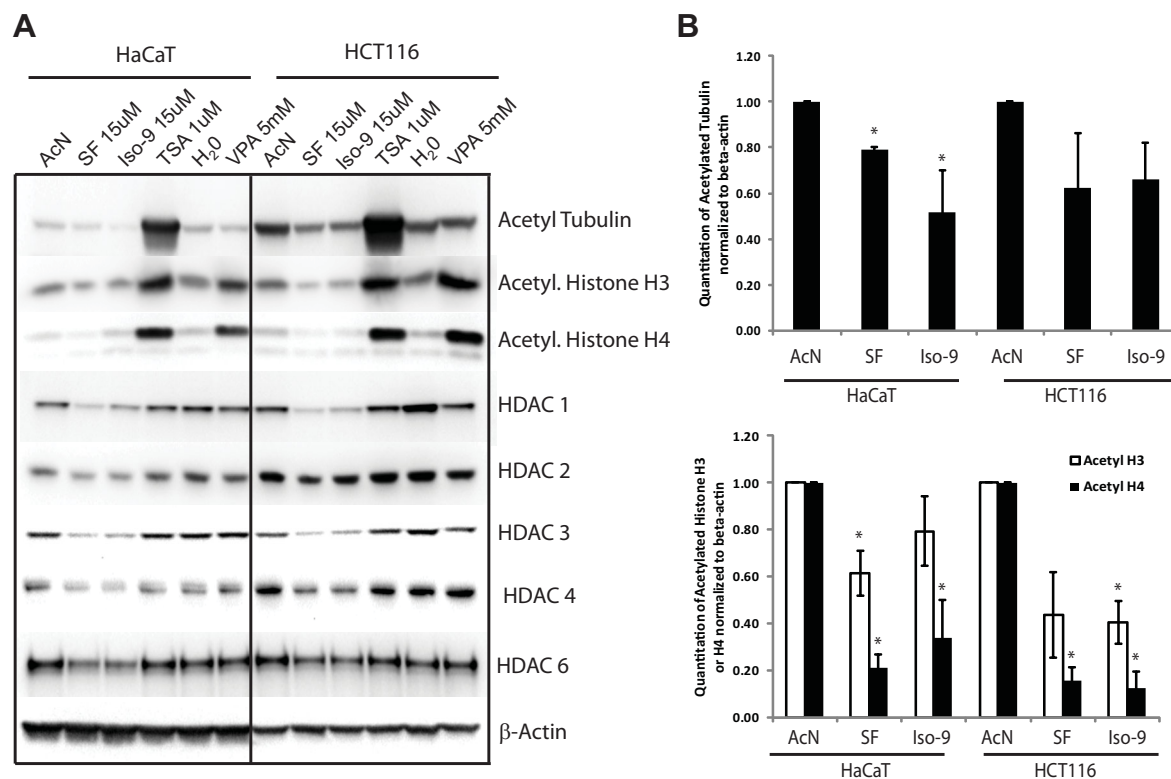 A
HaCaT
HCT116
AcN
SF 15uM
Iso-9 15uM
TSA 1uM
H20
VPA 5mM
AcN
SF 15uM
Iso-9 15uM
TSA 1uM
H20
VPA 5mM
Acetyl Tubulin
Acetyl. Histone H3
Acetyl. Histone H4
HDAC 1
HDAC 2
HDAC 3
HDAC 4
HDAC 6
β-Actin
B
Quantitation of Acetylated Tubulin
normalized to beta-actin
1.20
1.00
0.80
0.60
0.40
0.20
0.00
*
*
AcN SF Iso-9 AcN SF Iso-9
HaCaT HCT116
Quantitation of Acetylated Histone H3
or H4 normalized to beta-actin
1.20
1.00
0.80
0.60
0.40
0.20
0.00
Acetyl H3
Acetyl H4
*
*
*
*
*
*
AcN SF Iso-9 AcN SF Iso-9
HaCaT HCT116